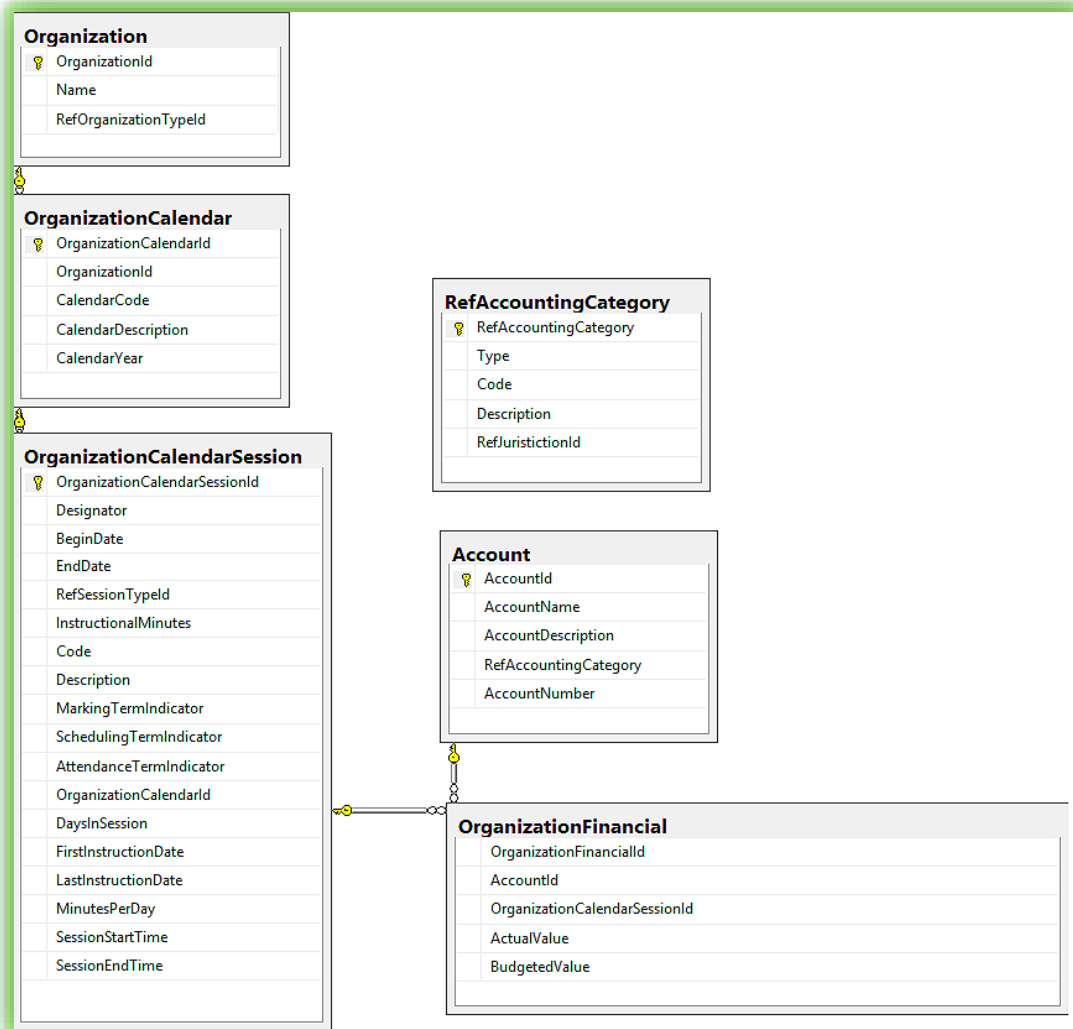 Organization
OrganizationId
Name
RefOrganizationTypeId
OrganizationCalendar
OrganizationCalendarId
OrganizationId
CalendarCode
CalendarDescription
CalendarYear
OrganizationCalendarSession
OrganizationCalendarSessionId
Designator
BeginDate
EndDate
RefSessionTypeId
InstructionalMinutes
Code
Description
MarkingTermIndicator
SchedulingTermIndicator
AttendanceTermIndicator
OrganizationCalendarId
DaysInSession
FirstInstructionDate
LastInstructionDate
MinutesPerDay
SessionStartTime
SessionEndTime
RefAccountingCategory
RefAccountingCategory
Type
Code
Description
RefJuristictionId
Account
AccountId
AccountName
AccountDescription
RefAccountingCategory
AccountNumber
OrganizationFinancial
OrganizationFinancialId
AccountId
OrganizationCalendarSessionId
ActualValue
BudgetedValue